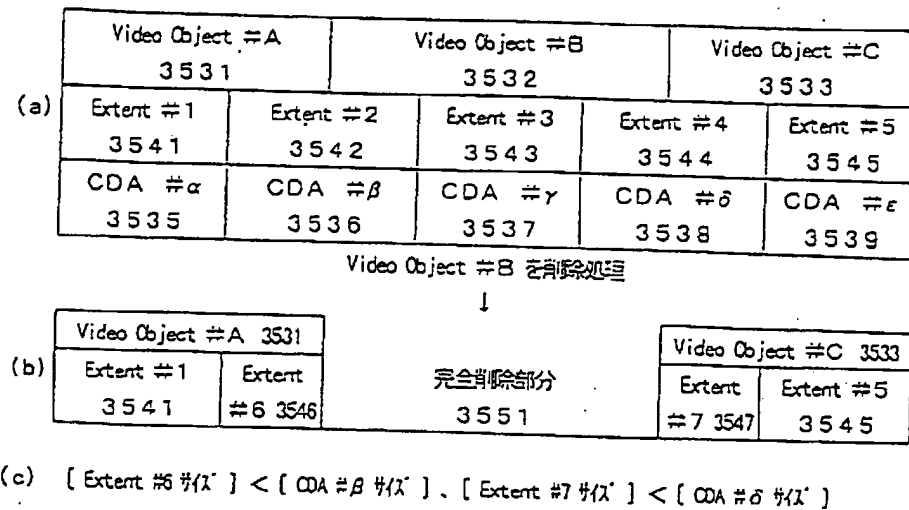 Video Object #A Video Object #B Video Object #C
3531 3532 3533
(a)
Extent #1 Extent #2 Extent #3 Extent #4 Extent #5
3541 3542 3543 3544 3545
CDA #α CDA #β CDA #γ CDA #δ CDA #ε
3535 3536 3537 3538 3539
Video Object #B を削除処理
↓
Video Object #A 3531 Video Object #C 3533
(b)
Extent #1 Extent 完全削除部分 Extent Extent #5
3541 #6 3546 3551 #7 3547 3545
(c) [ Extent #6 サイズ ] < [ CDA #β サイズ ] 、 [ Extent #7 サイズ ] < [ CDA #δ サイズ ]